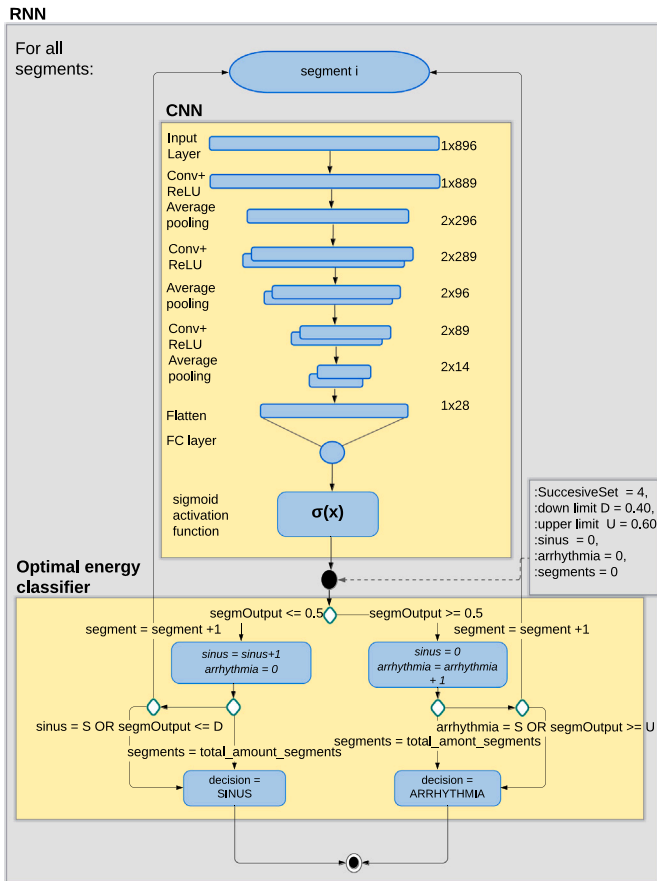 RNN
For all
segments:
segment i
CNN
Input
Layer
1x896
Conv+
ReLU
1x889
Average
pooling
2x296
Conv+
ReLU
2x289
Average
pooling
2x96
Conv+
ReLU
2x89
Average
pooling
2x14
Flatten
1x28
FC layer
sigmoid
activation
function
σ(x)
:SuccesiveSet = 4,
:down limit D = 0.40,
:upper limit U = 0.60
:sinus = 0,
:arrhythmia = 0,
:segments = 0
Optimal energy
classifier
segmOutput <= 0.5
segmOutput >= 0.5
segment = segment +1
segment = segment +1
sinus = sinus+1
arrhythmia = 0
sinus = 0
arrhythmia = arrhythmia
+ 1
sinus = S OR segmOutput <= D
arrhythmia = S OR segmOutput >= U
segments = total_amount_segments
segments = total_amont_segments
decision =
SINUS
decision =
ARRHYTHMIA